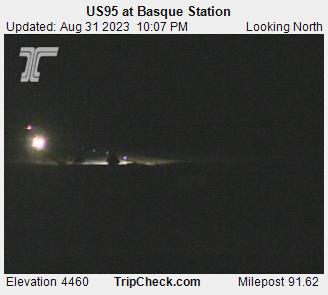 US95 at Basque Station
Updated: Aug 31 2023 10:07 PM Looking North
Elevation 4460 TripCheck.com Milepost 91.62